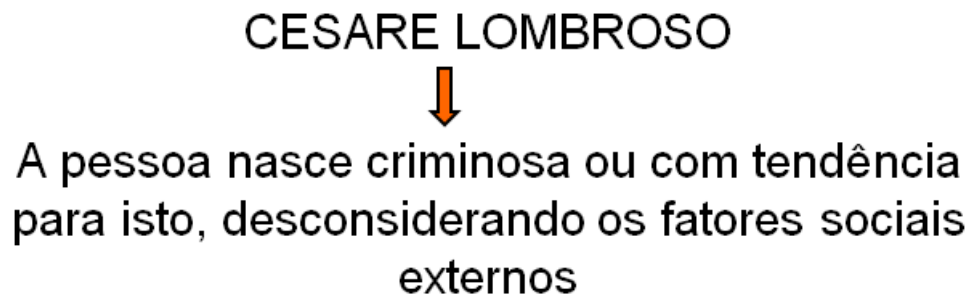 CESARE LOMBROSO
A pessoa nasce criminosa ou com tendência
para isto, desconsiderando os fatores sociais
externos